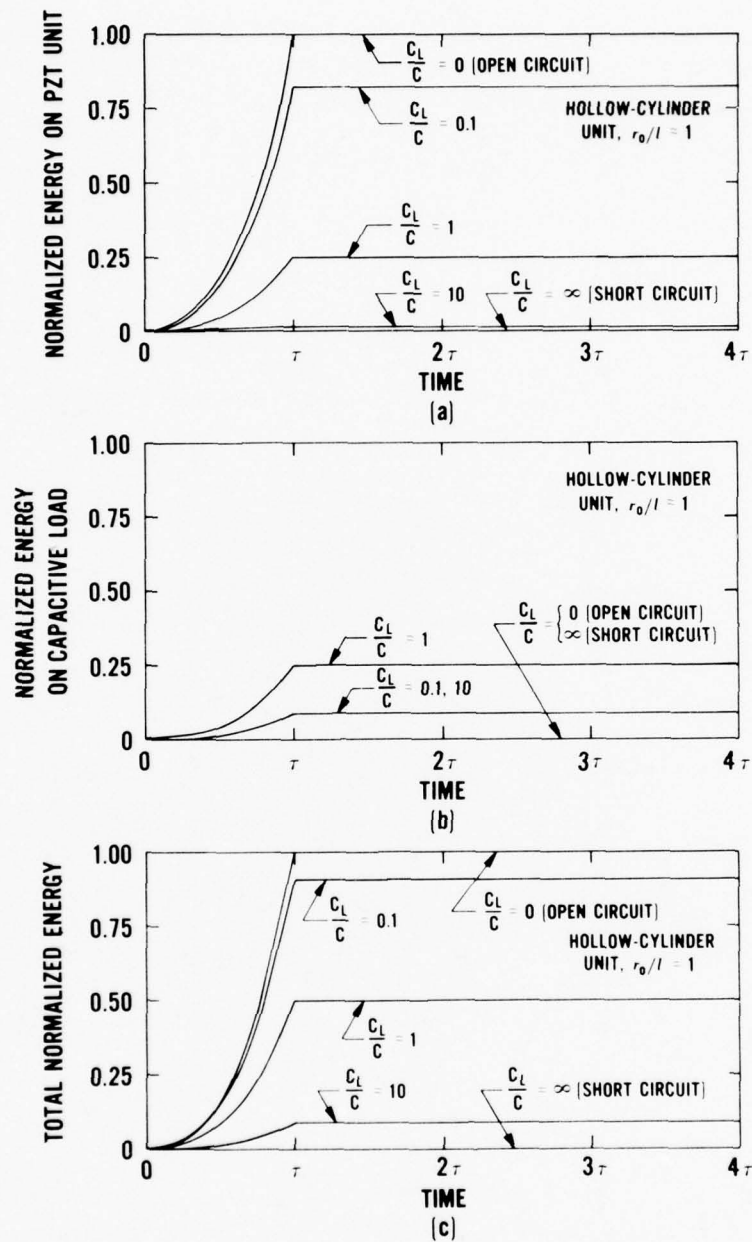 NORMALIZED ENERGY ON PZT UNIT
1.00
0.75
0.50
0.25
0
C_L/C = 0 (OPEN CIRCUIT)
C_L/C = 0.1
HOLLOW-CYLINDER
UNIT, r₀/l = 1
C_L/C = 1
C_L/C = 10
C_L/C = ∞ (SHORT CIRCUIT)
0 τ 2τ 3τ 4τ
TIME
(a)
NORMALIZED ENERGY
ON CAPACITIVE LOAD
1.00
0.75
0.50
0.25
0
HOLLOW-CYLINDER
UNIT, r₀/l = 1
C_L/C = { 0 (OPEN CIRCUIT)
∞ (SHORT CIRCUIT)
C_L/C = 1
C_L/C = 0.1, 10
0 τ 2τ 3τ 4τ
TIME
(b)
TOTAL NORMALIZED ENERGY
1.00
0.75
0.50
0.25
0
C_L/C = 0.1
C_L/C = 0 (OPEN CIRCUIT)
HOLLOW-CYLINDER
UNIT, r₀/l = 1
C_L/C = 1
C_L/C = 10
C_L/C = ∞ (SHORT CIRCUIT)
0 τ 2τ 3τ 4τ
TIME
(c)